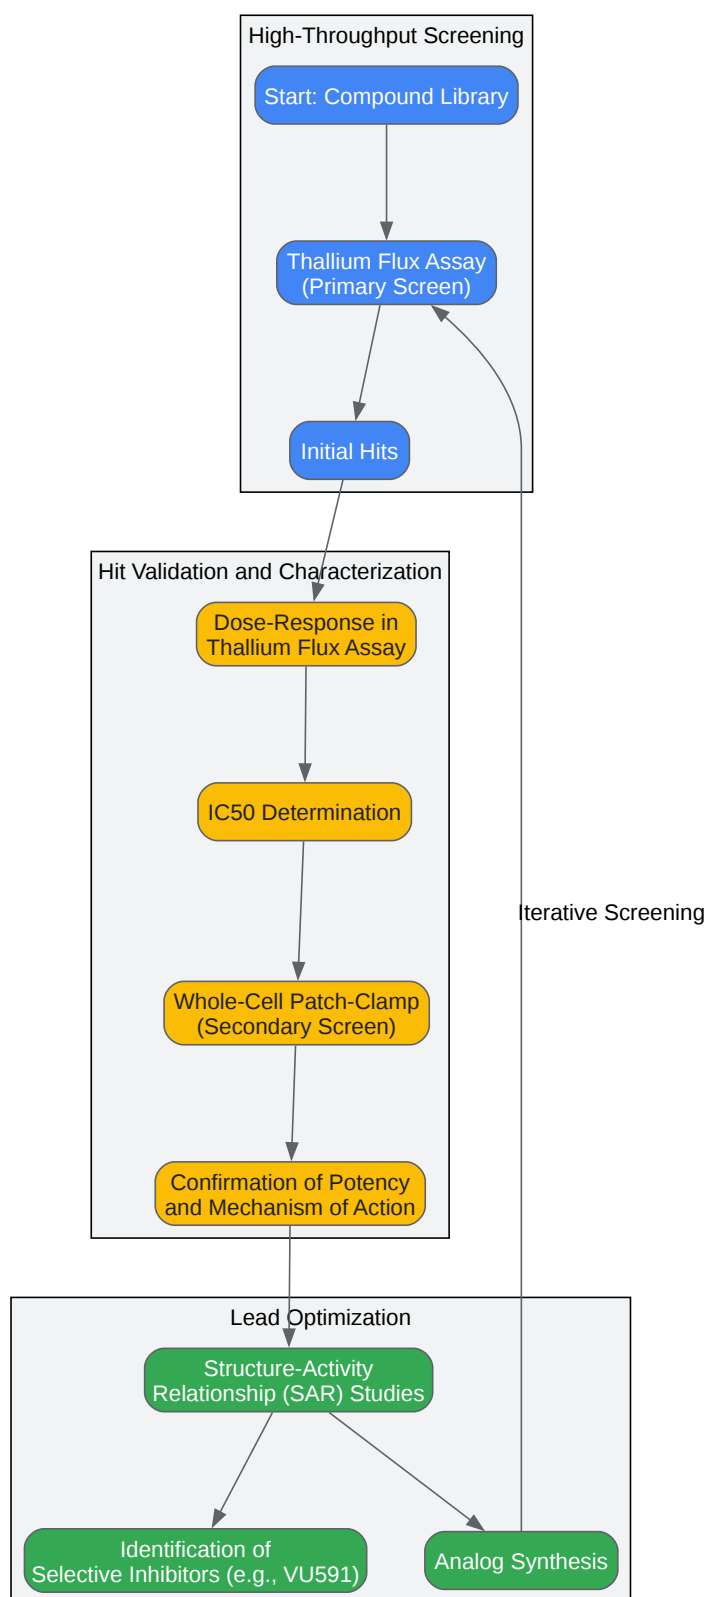 High-Throughput Screening
Start: Compound Library
Thallium Flux Assay
(Primary Screen)
Initial Hits
Hit Validation and Characterization
Dose-Response in
Thallium Flux Assay
IC50 Determination
Iterative Screening
Whole-Cell Patch-Clamp
(Secondary Screen)
Confirmation of Potency
and Mechanism of Action
Lead Optimization
Structure-Activity
Relationship (SAR) Studies
Identification of
Selective Inhibitors (e.g., VU591)
Analog Synthesis